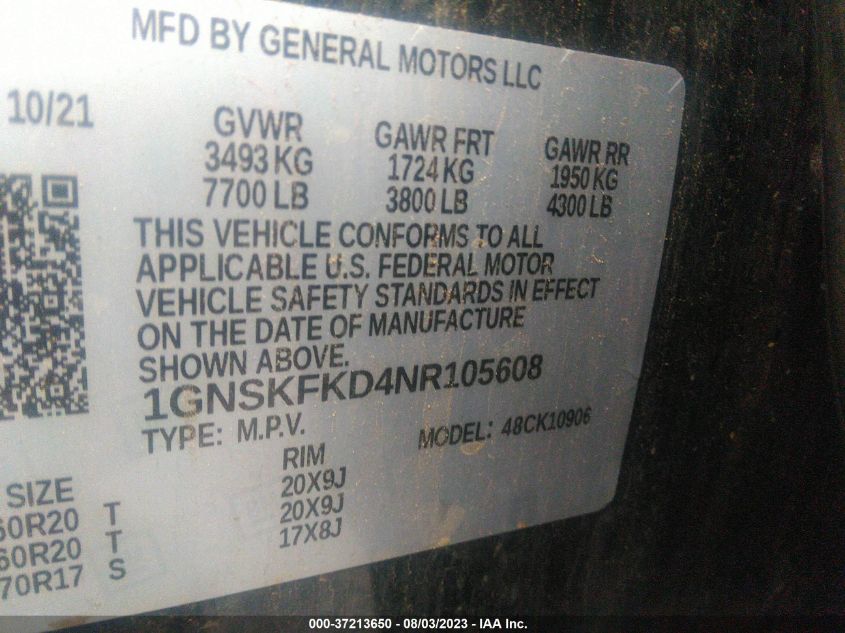 MFD BY GENERAL MOTORS LLC
10/21
GVWR GAWR FRT GAWR RR
3493 KG 1724 KG 1950 KG
7700 LB 3800 LB 4300 LB
THIS VEHICLE CONFORMS TO ALL
APPLICABLE U.S. FEDERAL MOTOR
VEHICLE SAFETY STANDARDS IN EFFECT
ON THE DATE OF MANUFACTURE
SHOWN ABOVE.
1GNSKFKD4NR105608
TYPE: M.P.V. MODEL: 48CK10906
SIZE RIM
60R20 T 20X9J
60R20 T 20X9J
70R17 S 17X8J
000-37213650 - 08/03/2023 - IAA Inc.